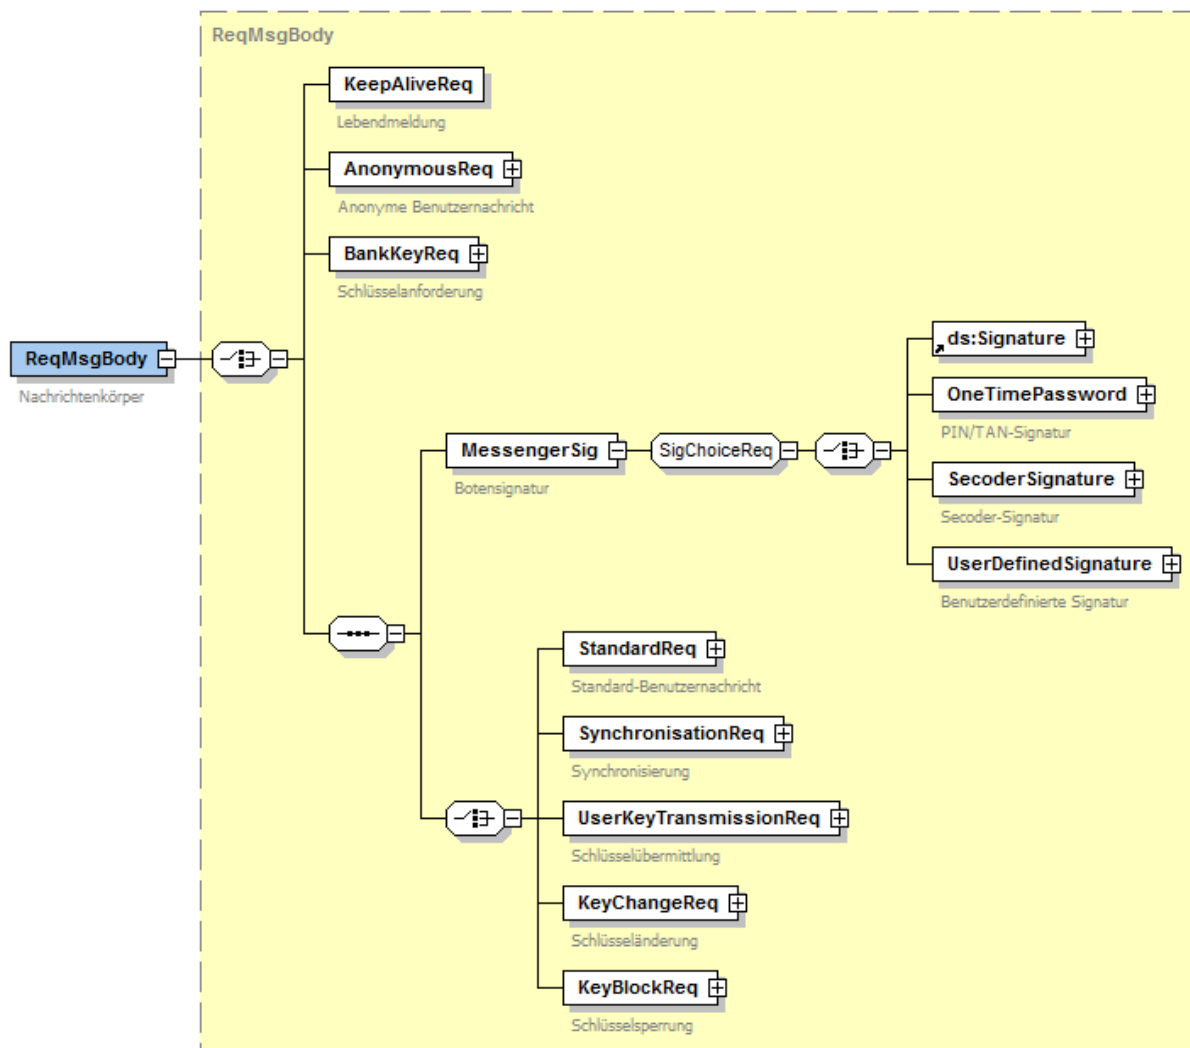 ReqMsgBody
KeepAliveReq
Lebendmeldung
AnonymousReq
Anonyme Benutzernachricht
BankKeyReq
Schlüsselanforderung
ReqMsgBody
Nachrichtenkörper
ds:Signature
OneTimePassword
PIN/TAN-Signatur
MessengerSig
Botensignatur
SigChoiceReq
SecoderSignature
Secoder-Signatur
UserDefinedSignature
Benutzerdefinierte Signatur
StandardReq
Standard-Benutzernachricht
SynchronisationReq
Synchronisierung
UserKeyTransmissionReq
Schlüsselübermittlung
KeyChangeReq
Schlüsseländerung
KeyBlockReq
Schlüsselsperrung